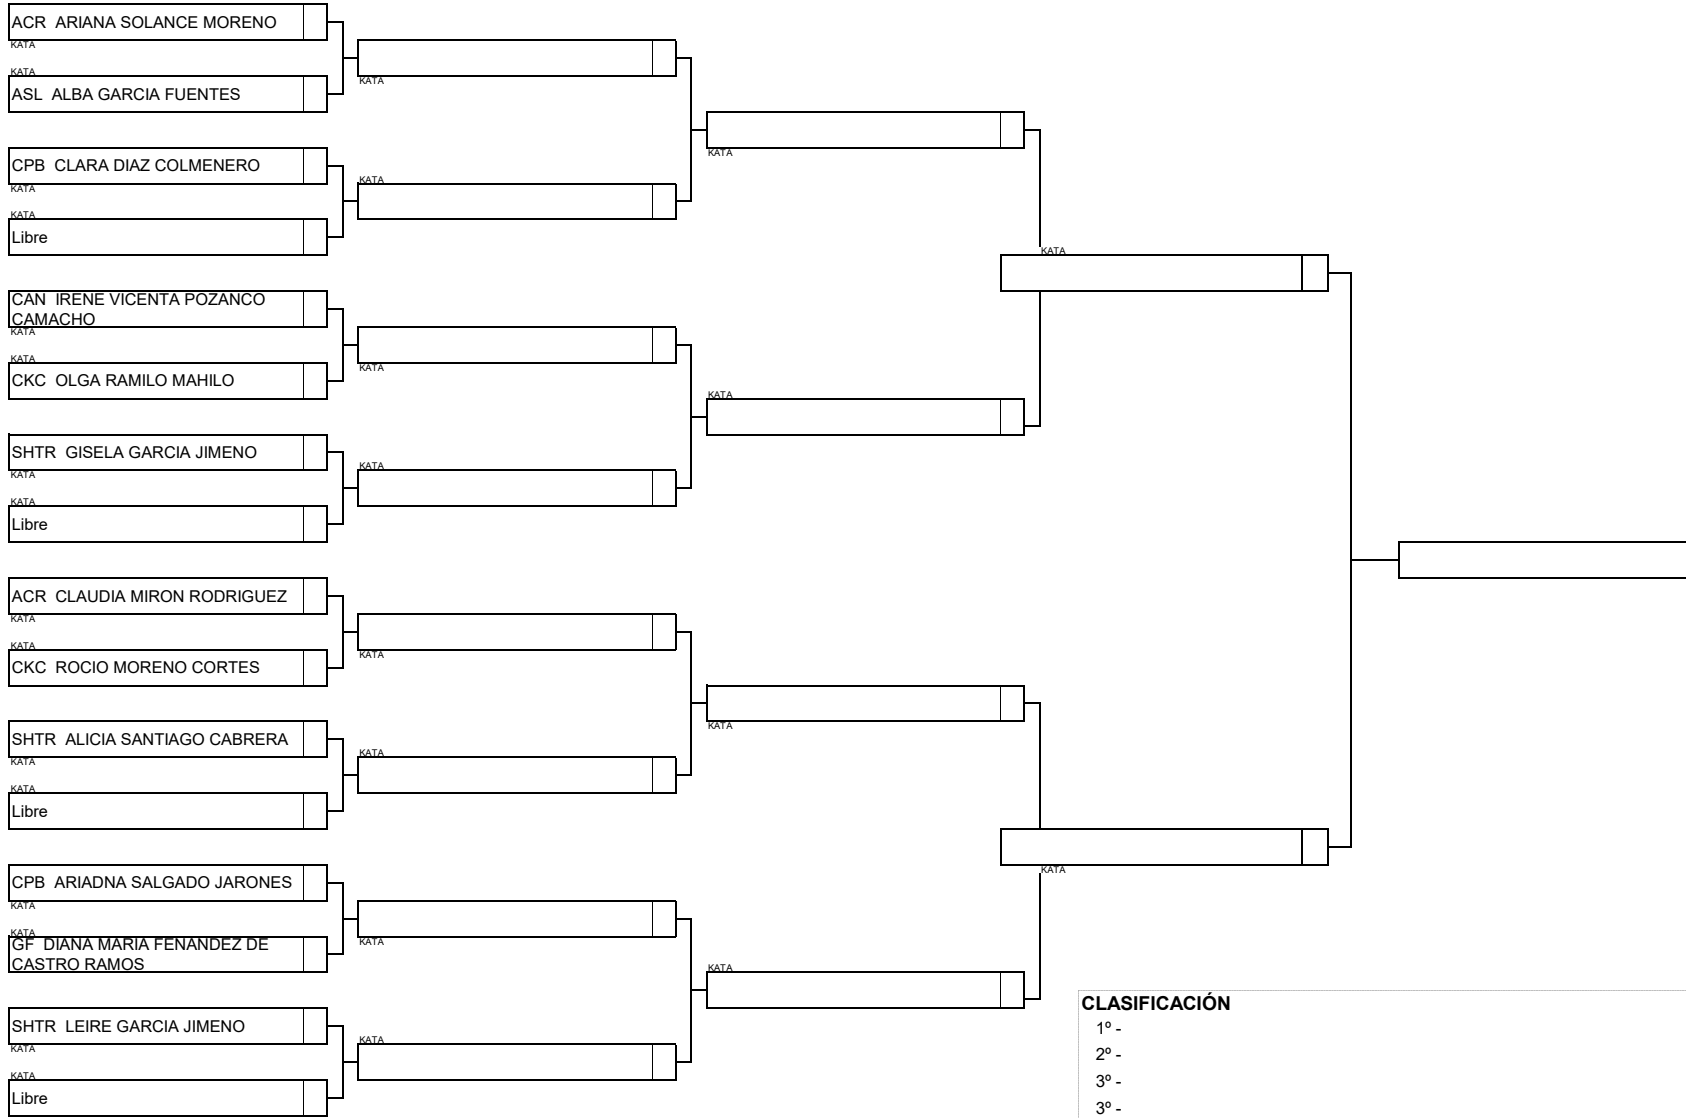 ACR ARIANA SOLANCE MORENO
KATA
KATA
ASL ALBA GARCIA FUENTES
CPB CLARA DIAZ COLMENERO
KATA
KATA
Libre
CAN IRENE VICENTA POZANCO
CAMACHO
KATA
KATA
CKC OLGA RAMILO MAHILO
SHTR GISELA GARCIA JIMENO
KATA
KATA
Libre
ACR CLAUDIA MIRON RODRIGUEZ
KATA
KATA
CKC ROCIO MORENO CORTES
SHTR ALICIA SANTIAGO CABRERA
KATA
KATA
Libre
CPB ARIADNA SALGADO JARONES
KATA
KATA
GF DIANA MARIA FENANDEZ DE
CASTRO RAMOS
SHTR LEIRE GARCIA JIMENO
KATA
KATA
Libre
KATA
KATA
KATA
KATA
KATA
KATA
KATA
KATA
KATA
KATA
KATA
KATA
KATA
KATA
CLASIFICACIÓN
1º -
2º -
3º -
3º -